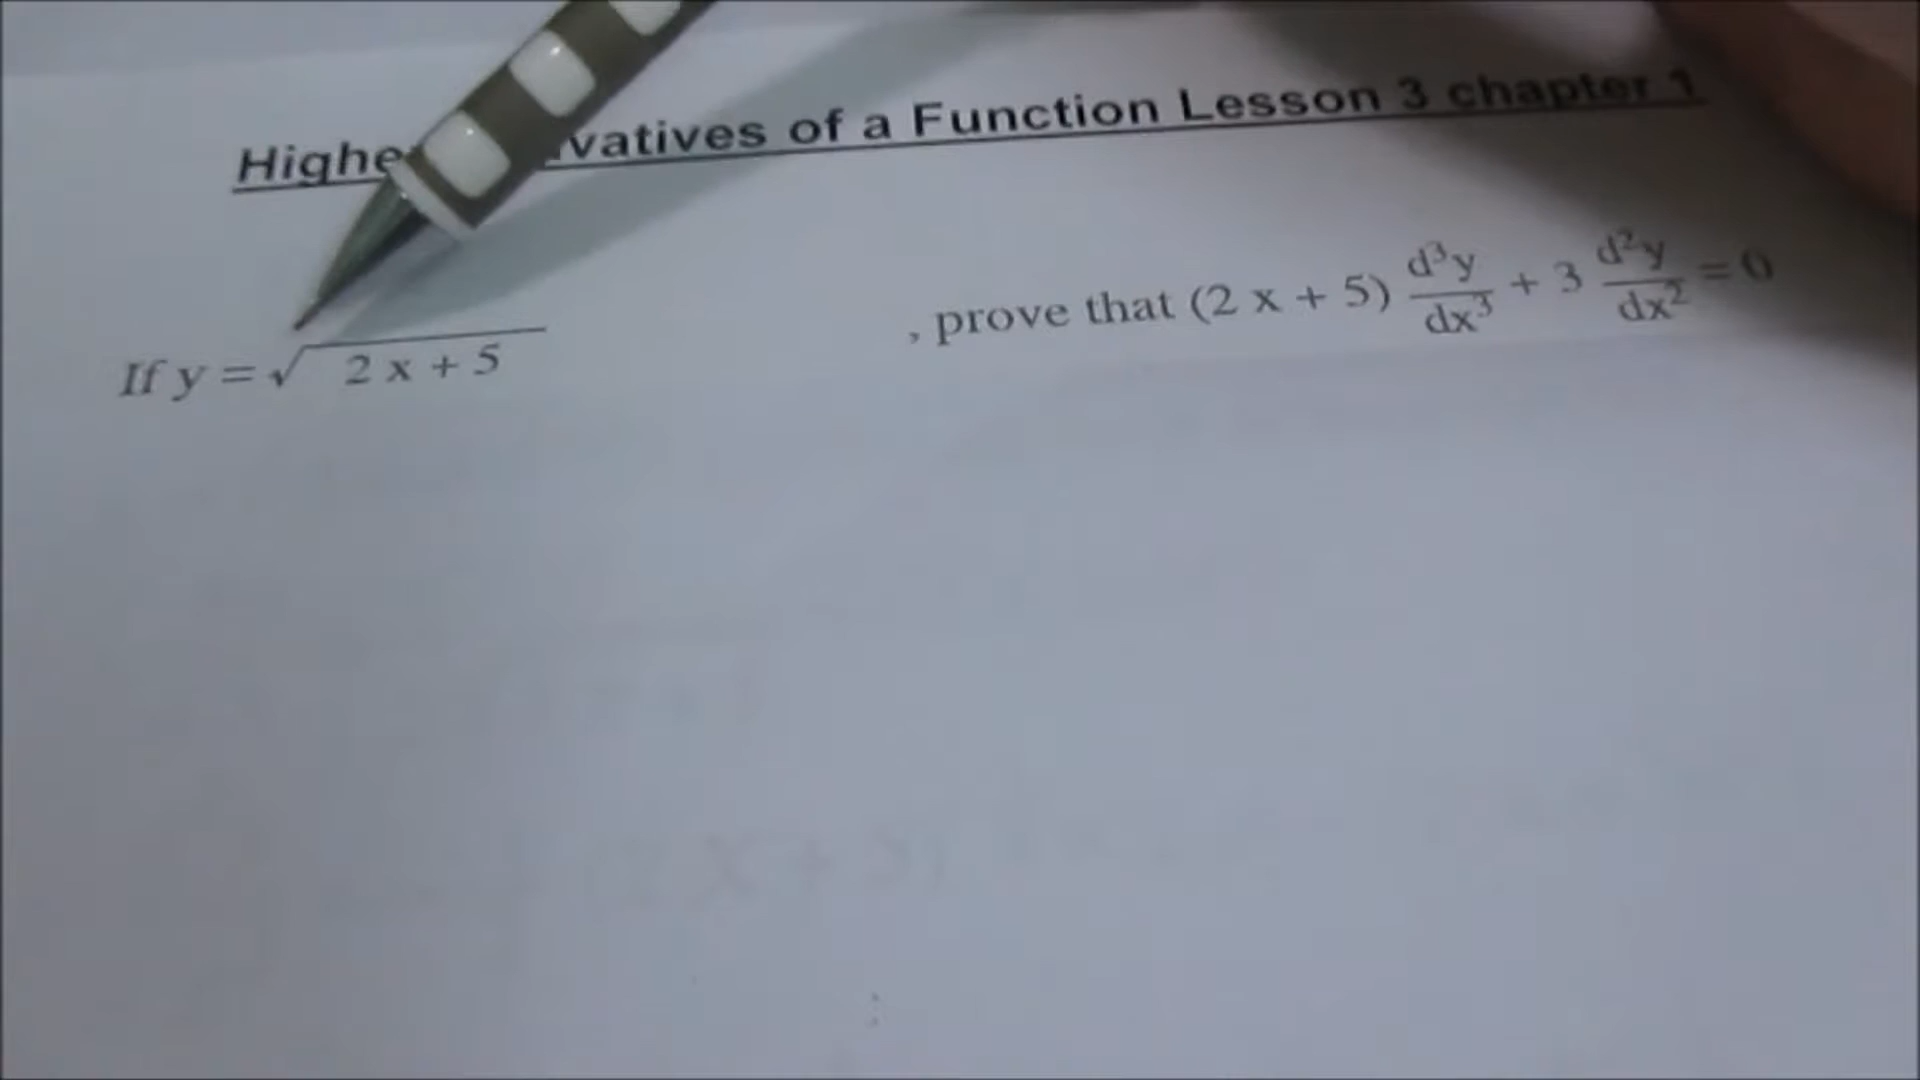 Highe vatives of a Function Lesson 3 chapter 1
If y = √2 x + 5 , prove that (2 x + 5) d³y/dx³ + 3 d²y/dx² = 0